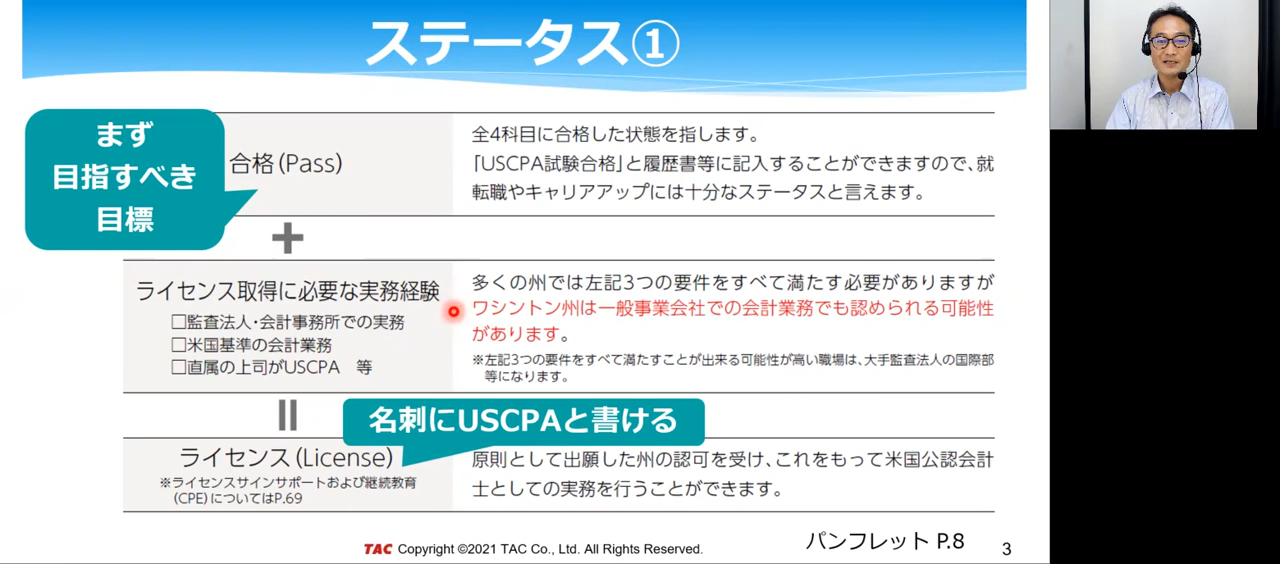 ステータス①
まず
目指すべき
目標
合格(Pass)
全4科目に合格した状態を指します。
「USCPA試験合格」と履歴書等に記入することができますので、就
転職やキャリアアップには十分なステータスと言えます。
+
ライセンス取得に必要な実務経験
□監査法人・会計事務所での実務
□米国基準の会計業務
□直属の上司がUSCPA 等
多くの州では左記3つの要件をすべて満たす必要がありますが
ワシントン州は一般事業会社での会計業務でも認められる可能性
があります。
※左記3つの要件をすべて満たすことが出来る可能性が高い職場は、大手監査法人の国際部
等になります。
名刺にUSCPAと書ける
ライセンス(License)
※ライセンスサインサポートおよび継続教育
(CPE)についてはP.69
原則として出願した州の認可を受け、これをもって米国公認会計
士としての実務を行うことができます。
TAC Copyright ©2021 TAC Co., Ltd. All Rights Reserved.
パンフレット P.8
3